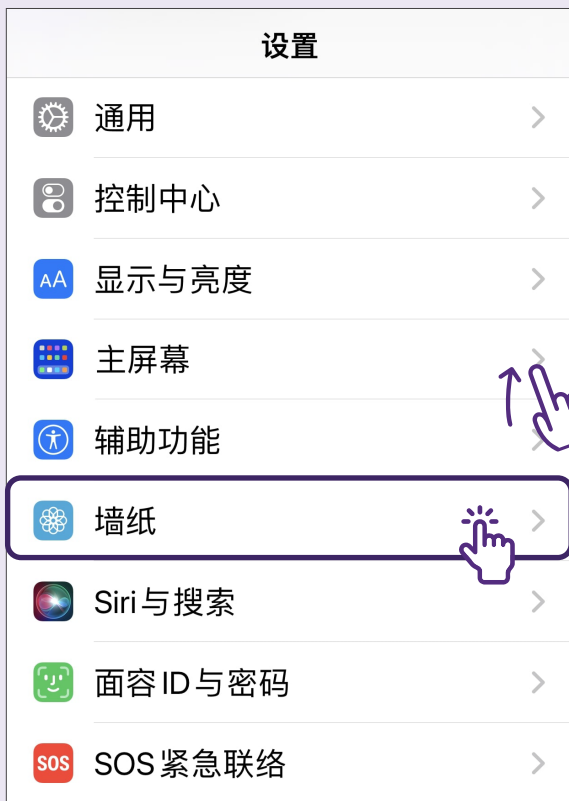 设置
通用
控制中心
AA 显示与亮度
主屏幕
辅助功能
墙纸
Siri与搜索
面容ID与密码
SOS SOS紧急联络